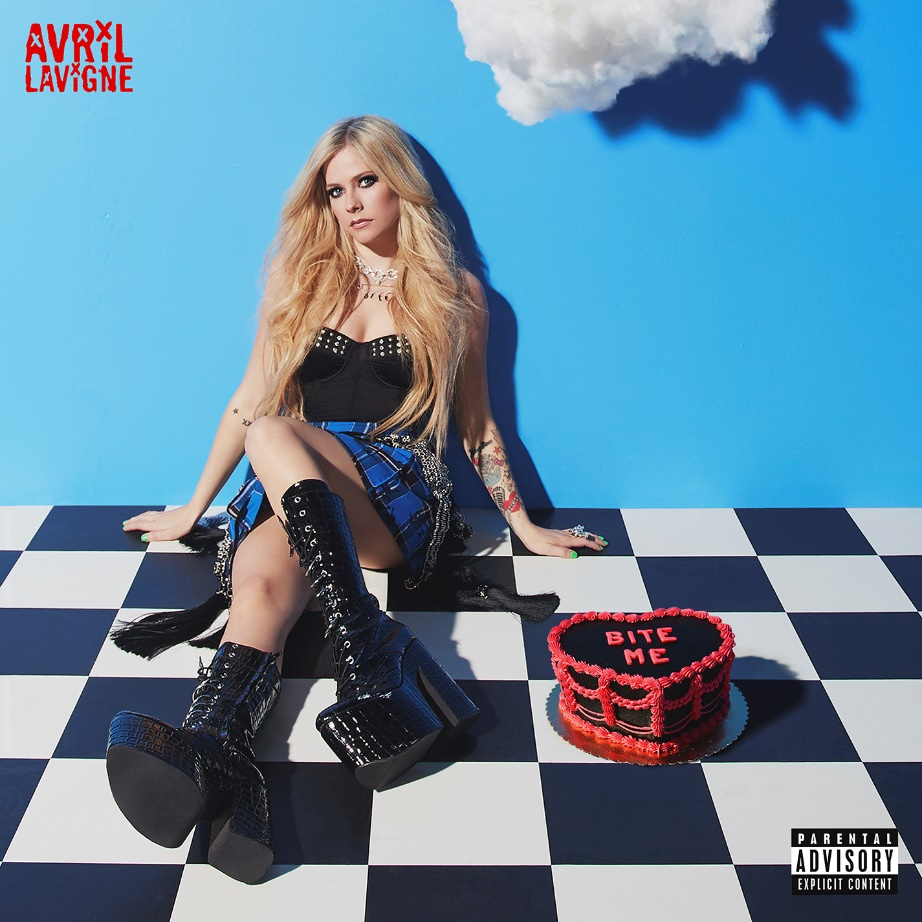 AVRIL
LAVIGNE
BITE
ME
PARENTAL
ADVISORY
EXPLICIT CONTENT